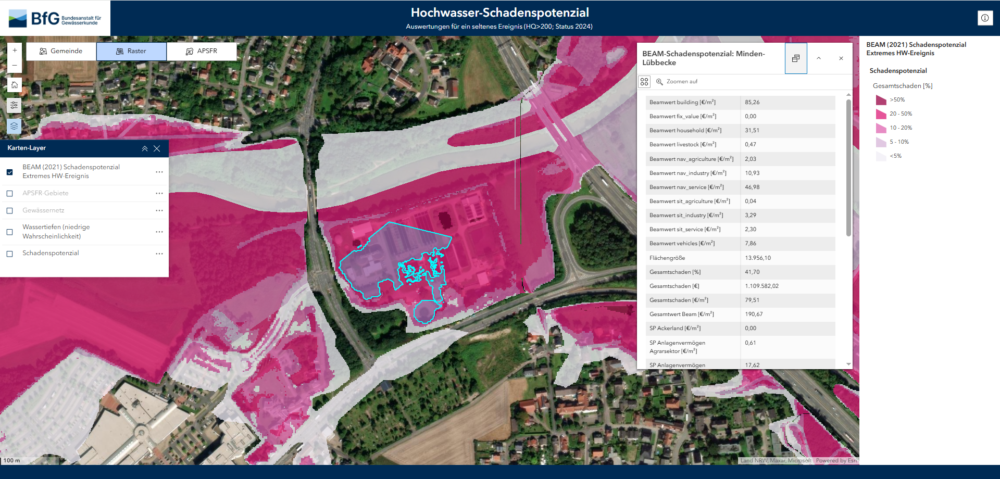 BfG Bundesanstalt für
Gewässerkunde
Hochwasser-Schadenspotenzial
Auswertungen für ein seltenes Ereignis (HQ>200; Status 2024)
+
−
Gemeinde
Raster
APSFR
Karten-Layer
BEAM (2021) Schadenspotenzial
Extremes HW-Ereignis
APSFR-Gebiete
Gewässernetz
Wassertiefen (niedrige
Wahrscheinlichkeit)
Schadenspotenzial
BEAM-Schadenspotenzial: Minden-
Lübbecke
Zoomen auf
Beamwert building [€/m²] 85,26
Beamwert fix_value [€/m²] 0,00
Beamwert household [€/m²] 31,51
Beamwert livestock [€/m²] 0,47
Beamwert nav_agriculture [€/m²] 2,03
Beamwert nav_industry [€/m²] 10,93
Beamwert nav_service [€/m²] 46,98
Beamwert sit_agriculture [€/m²] 0,04
Beamwert sit_industry [€/m²] 3,29
Beamwert sit_service [€/m²] 2,30
Beamwert vehicles [€/m²] 7,86
Flächengröße 13.956,10
Gesamtschaden [%] 41,70
Gesamtschaden [€] 1.109.582,02
Gesamtschaden [€/m²] 79,51
Gesamtwert Beam [€/m²] 190,67
SP Ackerland [€/m²] 0,00
SP Anlagenvermögen
Agrarsektor [€/m²] 0,61
SP Anlagenvermögen 17,62
BEAM (2021) Schadenspotenzial
Extremes HW-Ereignis
Schadenspotenzial
Gesamtschaden [%]
>50%
20 - 50%
10 - 20%
5 - 10%
<5%
100 m
Land NRW, Maxar, Microsoft Powered by Esri